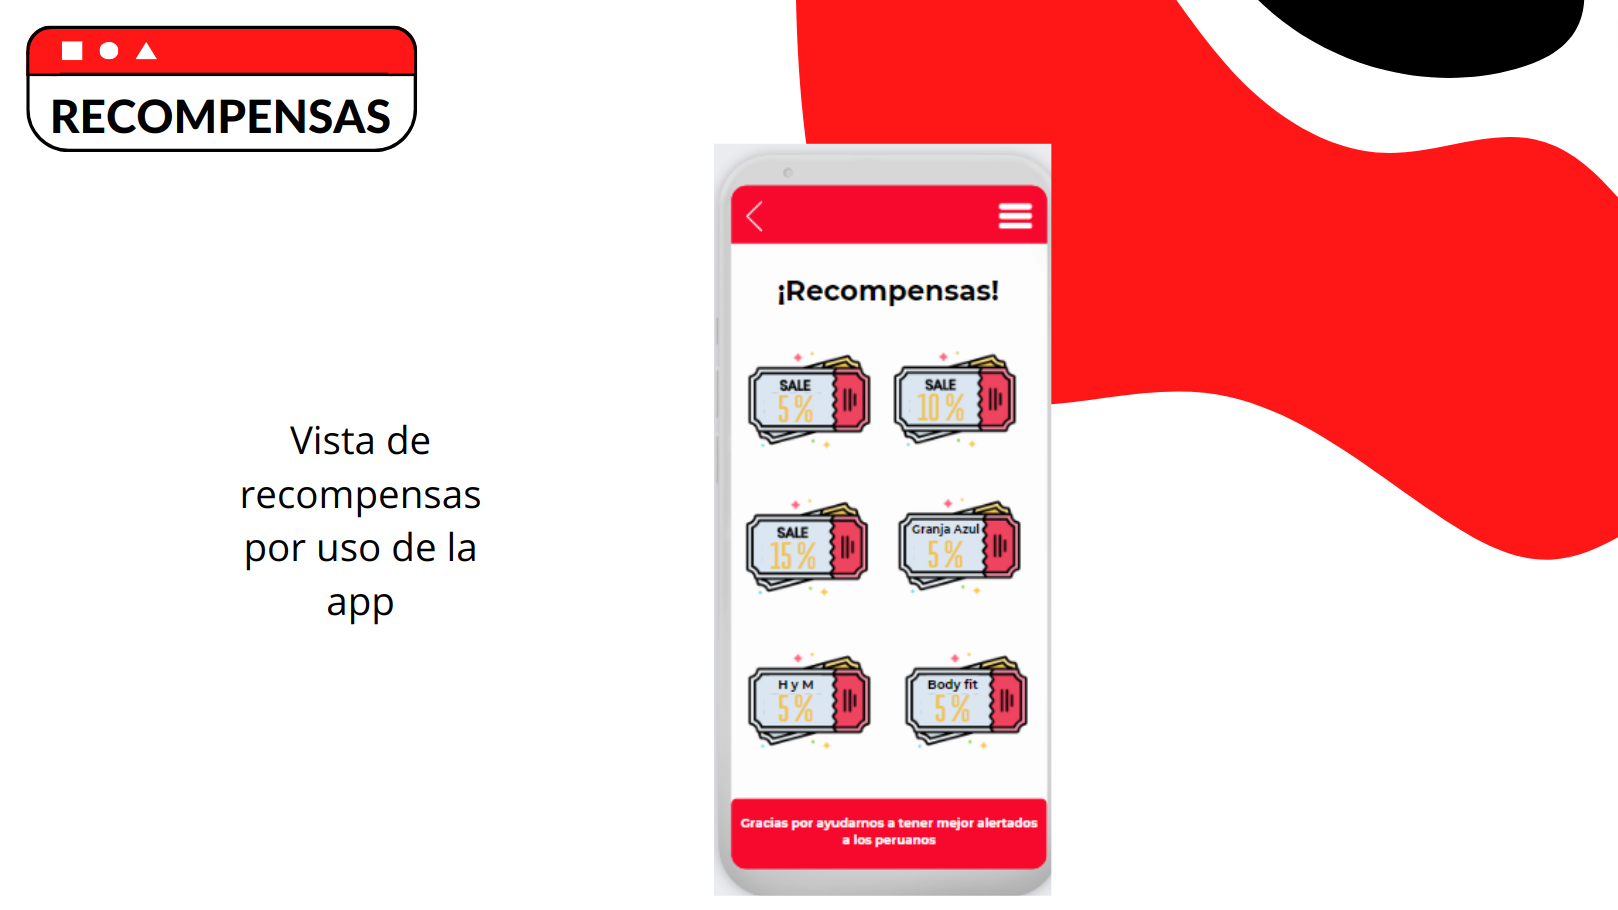 RECOMPENSAS
Vista de
recompensas
por uso de la
app
¡Recompensas!
SALE
5%
SALE
10%
SALE
15%
Granja Azul
5%
H y M
5%
Body fit
5%
Gracias por ayudarnos a tener mejor alertados
a los peruanos